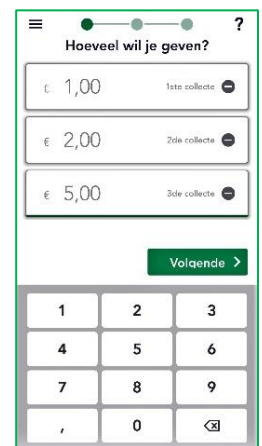 ?
Hoeveel wil je geven?
€ 1,00 1ste collecte
€ 2,00 2de collecte
€ 5,00 3de collecte
Volgende >
1 2 3
4 5 6
7 8 9
, 0